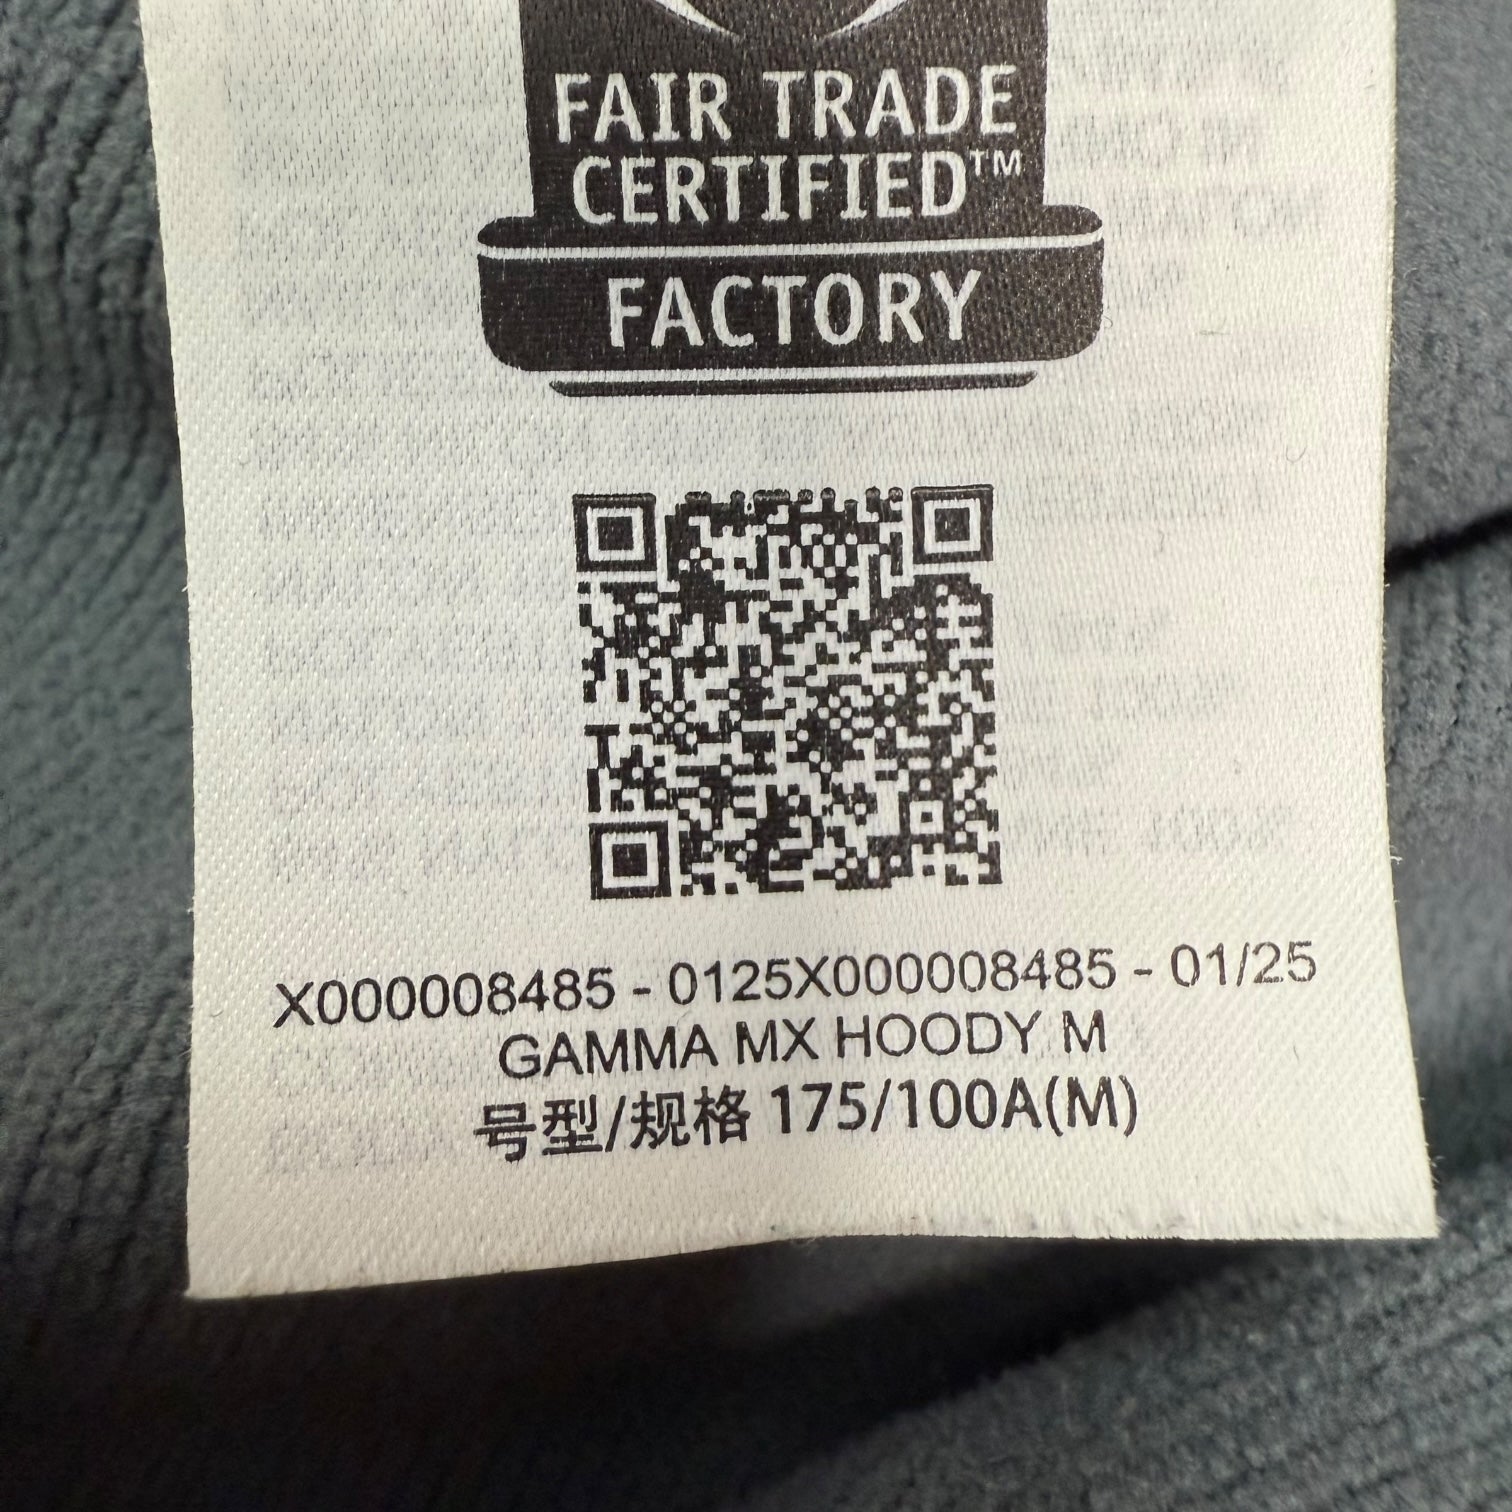 FAIR TRADE
CERTIFIED™
FACTORY
X000008485 - 0125X000008485 - 01/25
GAMMA MX HOODY M
号型/规格 175/100A(M)